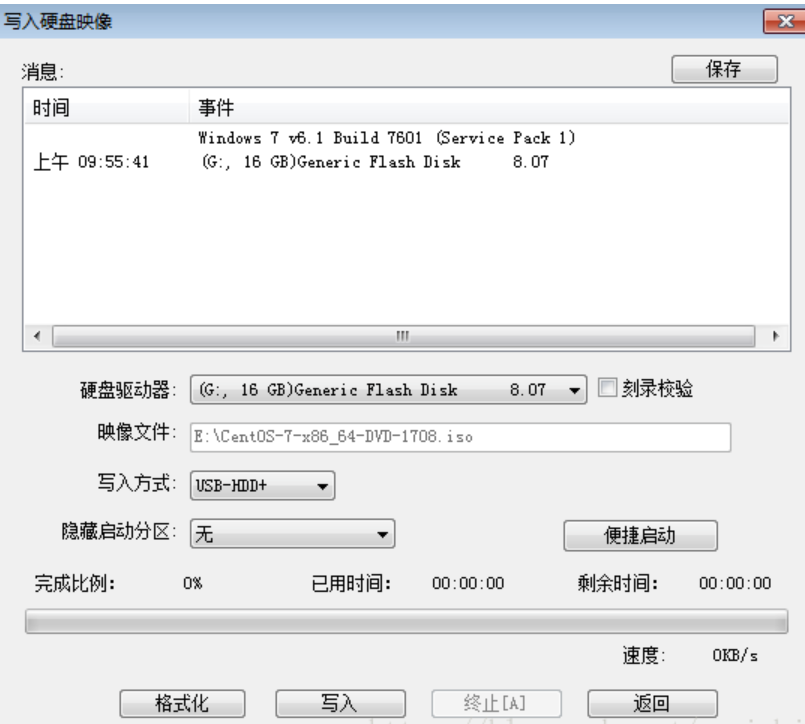 写入硬盘映像
消息:
保存
时间 事件
Windows 7 v6.1 Build 7601 (Service Pack 1)
上午 09:55:41 (G:, 16 GB)Generic Flash Disk 8.07
硬盘驱动器: (G:, 16 GB)Generic Flash Disk 8.07 刻录校验
映像文件: E:\CentOS-7-x86_64-DVD-1708.iso
写入方式: USB-HDD+
隐藏启动分区: 无 便捷启动
完成比例: 0% 已用时间: 00:00:00 剩余时间: 00:00:00
速度: 0KB/s
格式化 写入 终止[A] 返回